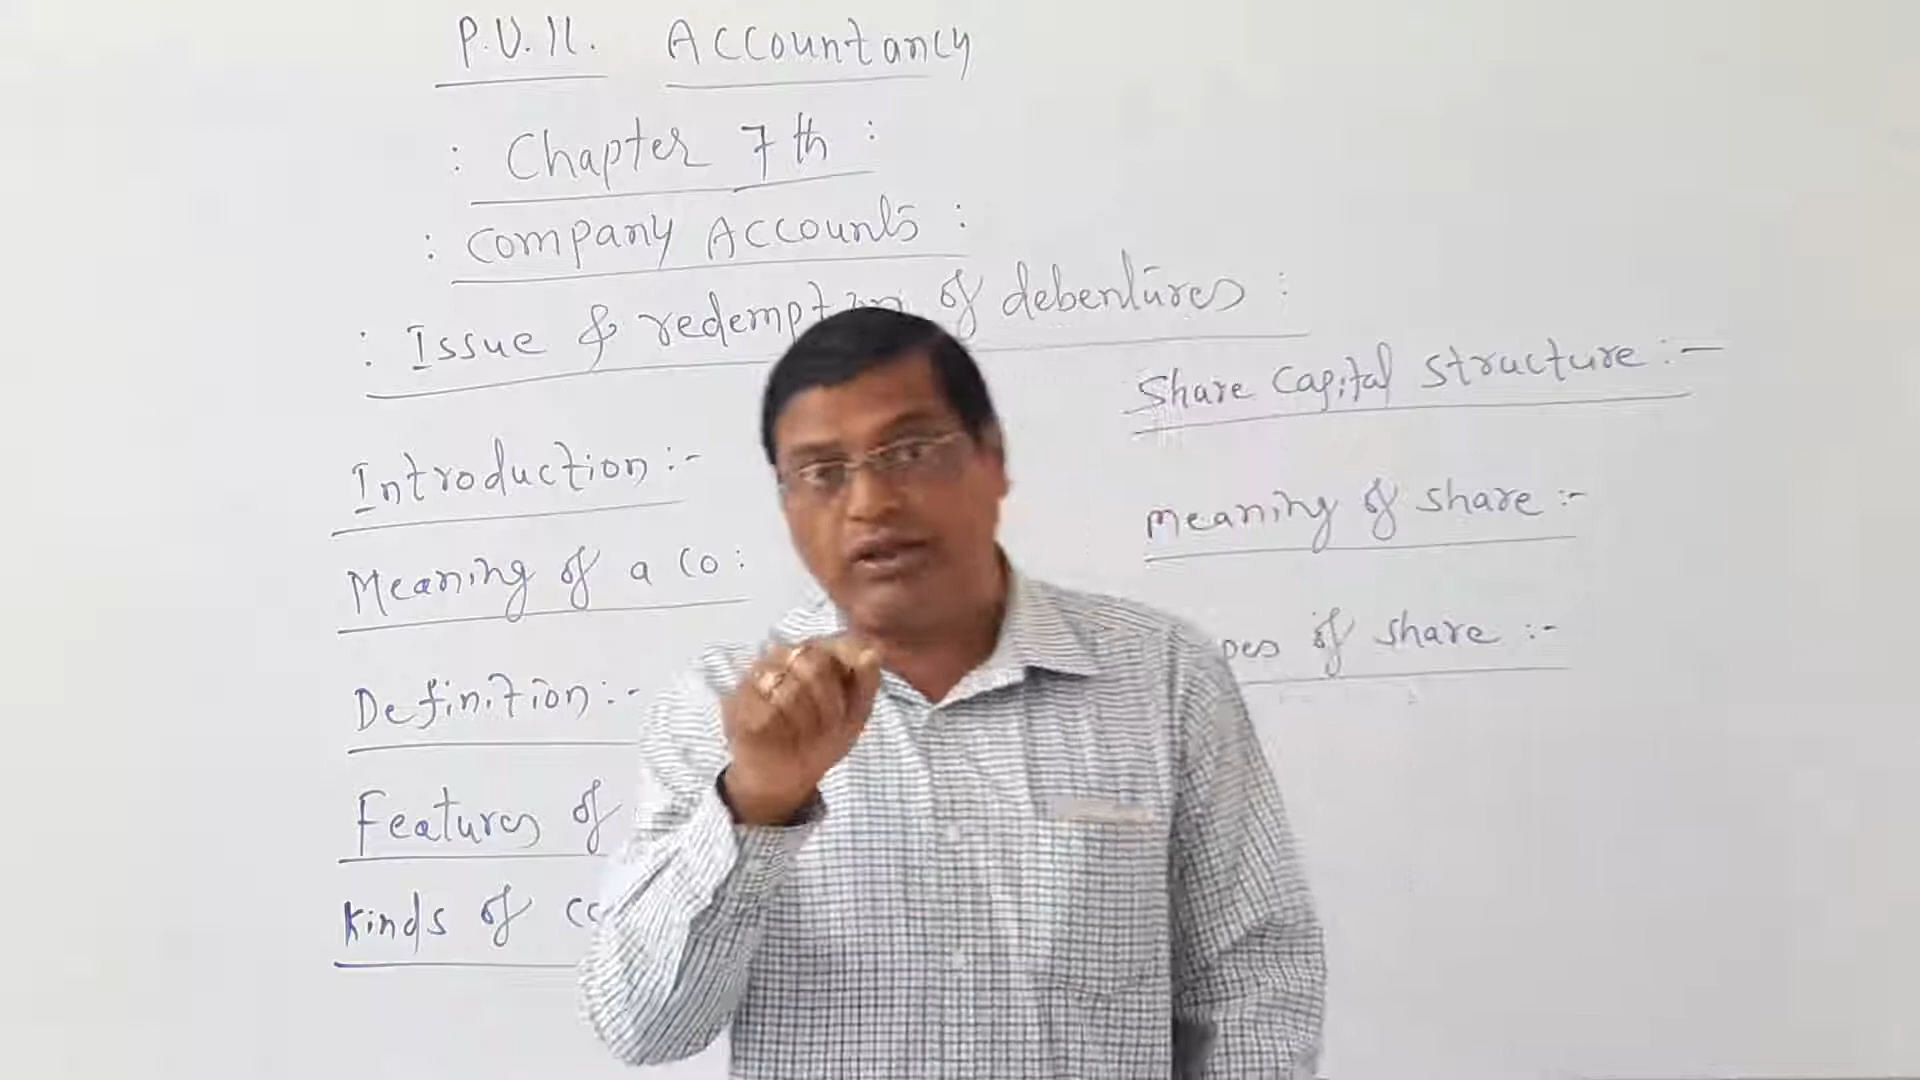 P.U.II. Accountancy
: Chapter 7th :
: Company Accounts :
: Issue & redemption of debentures :
Introduction :-
Meaning of a Co :
Definition :-
Features of
Kinds of
Share Capital Structure :-
Meaning of share :-
of share :-